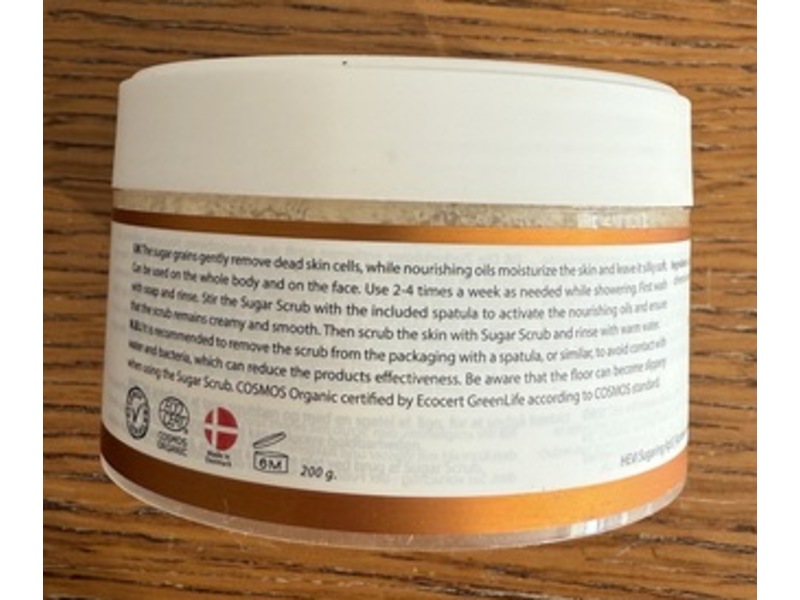 UK The sugar grains gently remove dead skin cells, while nourishing oils moisturize the skin and leave it silky soft.
Can be used on the whole body and on the face. Use 2-4 times a week as needed while showering. First wash
with soap and rinse. Stir the Sugar Scrub with the included spatula to activate the nourishing oils and ensure
that the scrub remains creamy and smooth. Then scrub the skin with Sugar Scrub and rinse with warm water.
N.B.! It is recommended to remove the scrub from the packaging with a spatula, or similar, to avoid contact with
water and bacteria, which can reduce the products effectiveness. Be aware that the floor can become slippery
when using the Sugar Scrub. COSMOS Organic certified by Ecocert GreenLife according to COSMOS standard.
COSMOS
ORGANIC
Made in
Denmark
6M
200 g.
HEVI Sugaring